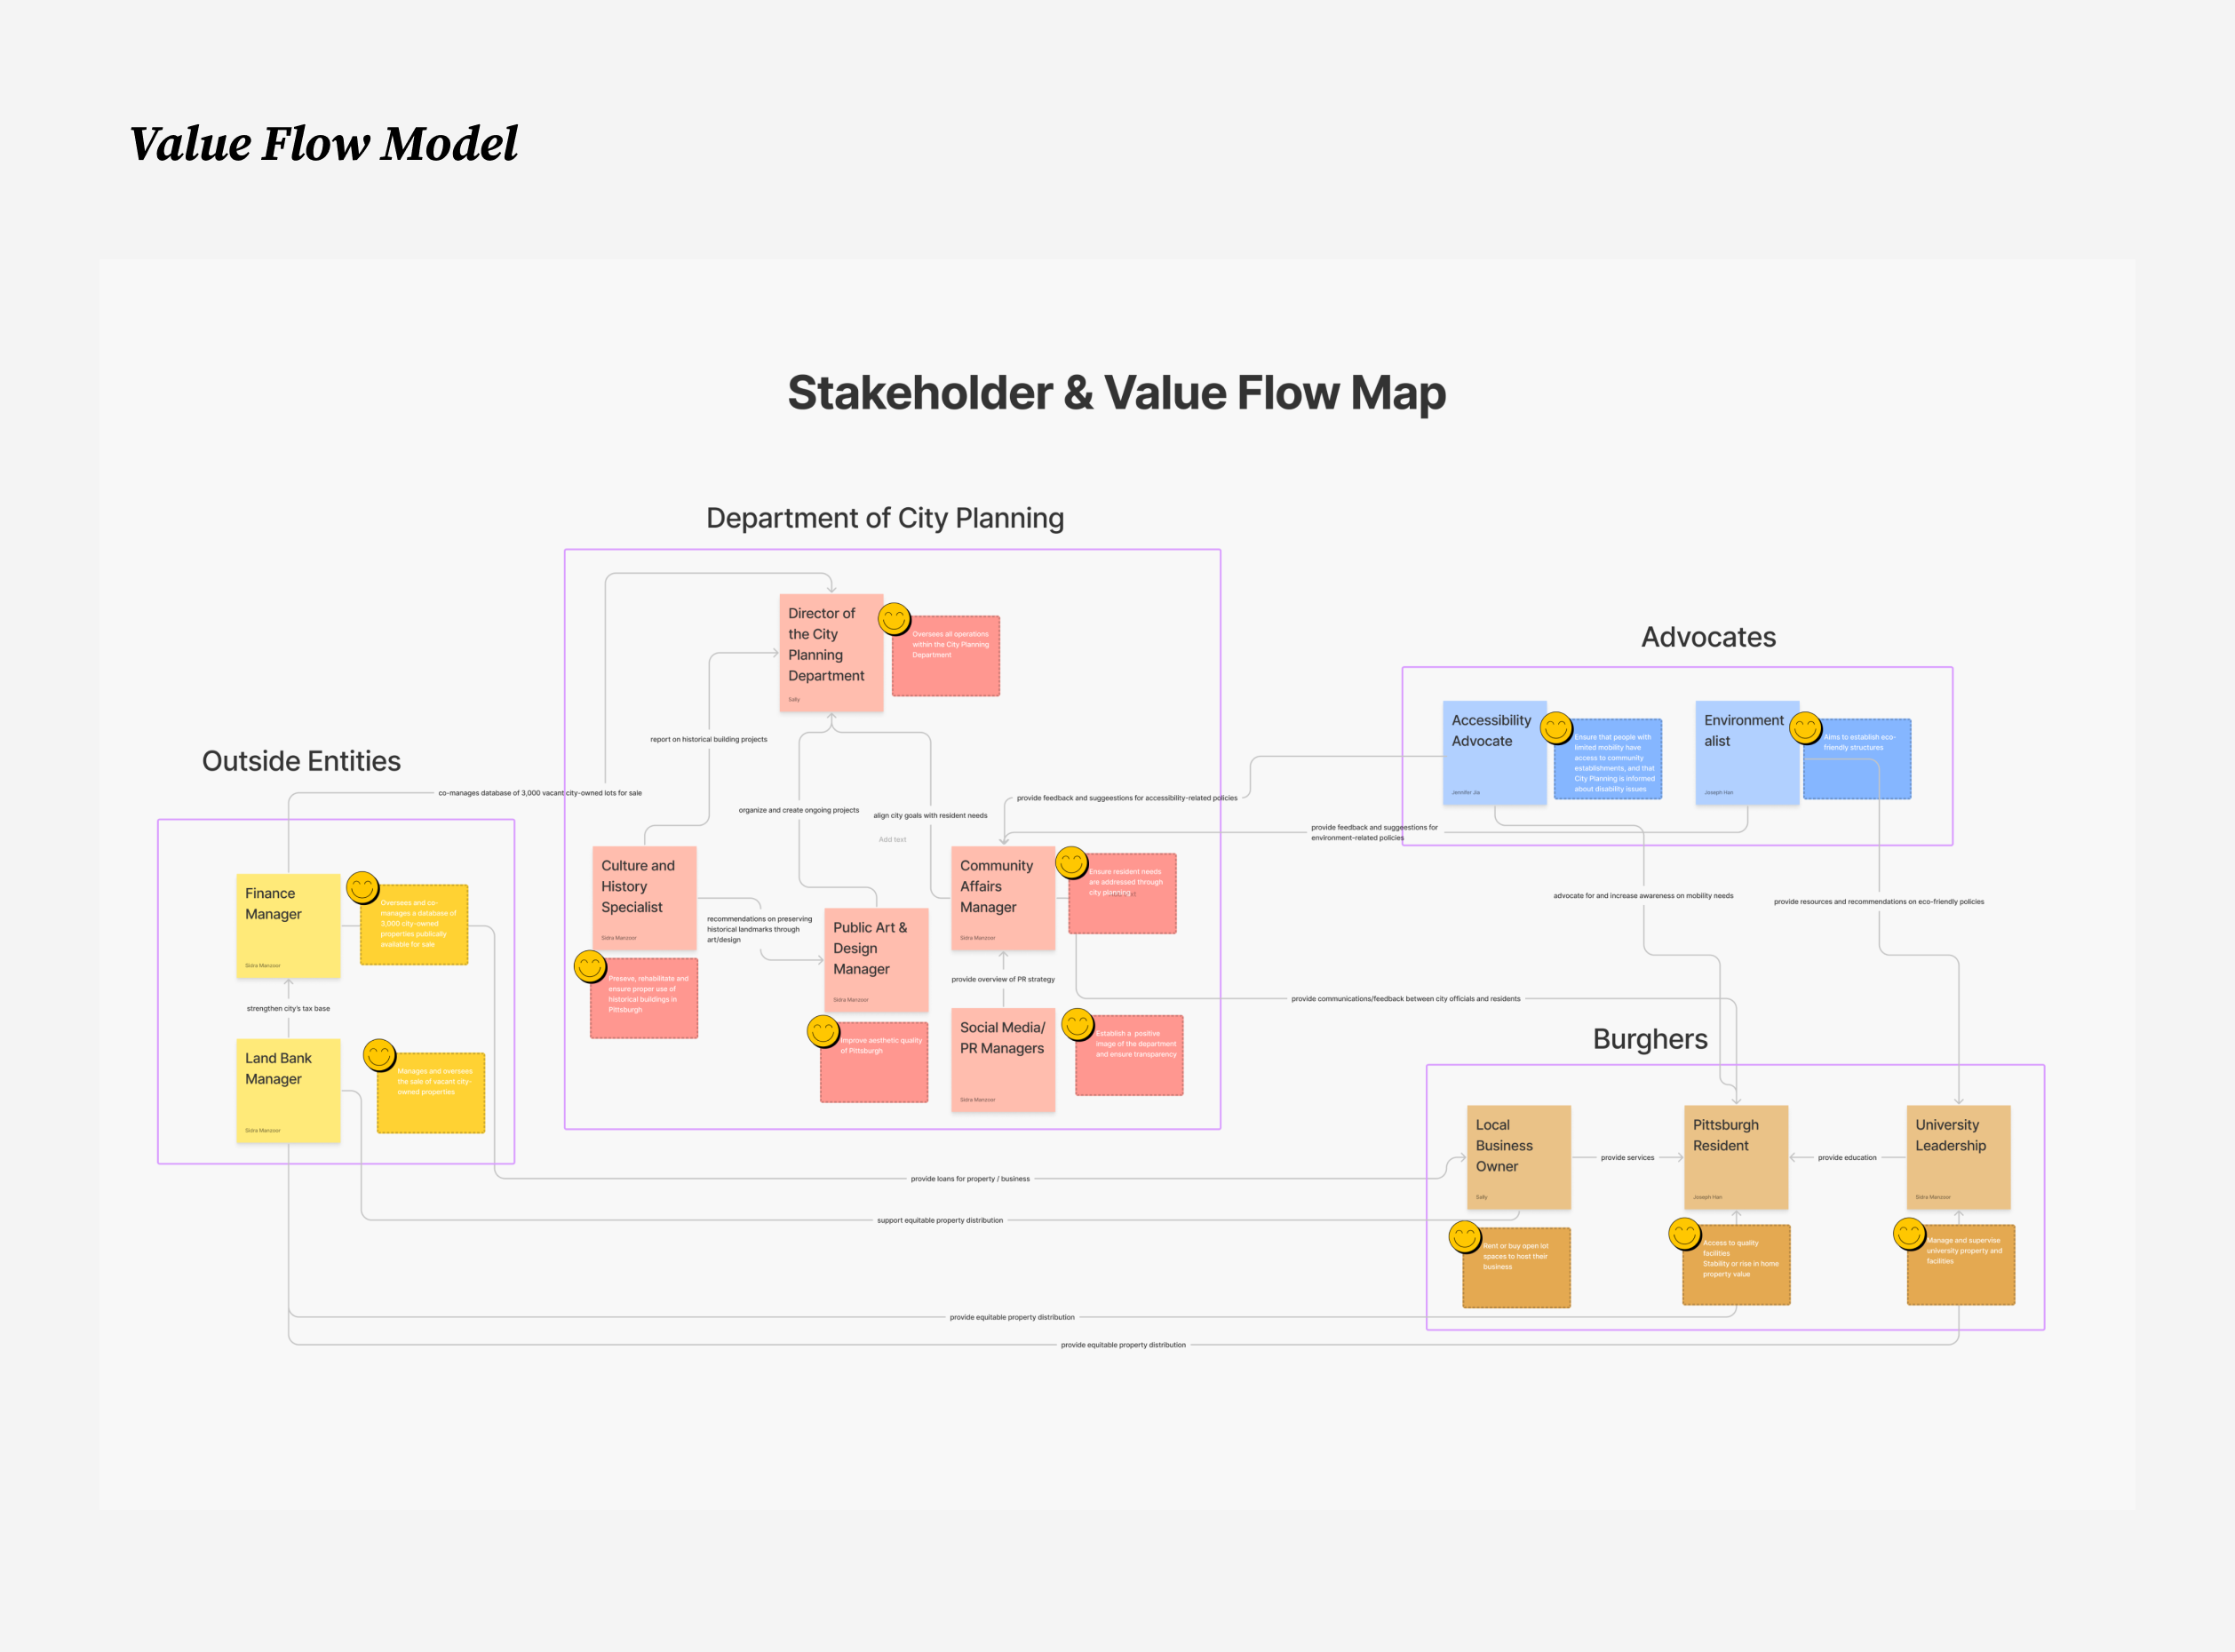 Value Flow Model
Stakeholder & Value Flow Map
Department of City Planning
Director of
the City
Planning
Department
Sally
Oversees all operations
within the City Planning
Department
report on historical building projects
organize and create ongoing projects
align city goals with resident needs
Add text
Culture and
History
Specialist
Sidra Manzoor
Preseve, rehabilitate and
ensure proper use of
historical buildings in
Pittsburgh
recommendations on preserving
historical landmarks through
art/design
Public Art &
Design
Manager
Sidra Manzoor
Improve aesthetic quality
of Pittsburgh
Community
Affairs
Manager
Sidra Manzoor
Ensure resident needs
are addressed through
city planning
provide overview of PR strategy
Social Media/
PR Managers
Sidra Manzoor
Establish a positive
image of the department
and ensure transparency
Outside Entities
co-manages database of 3,000 vacant city-owned lots for sale
Finance
Manager
Sidra Manzoor
Oversees and co-
manages a database of
3,000 city-owned
properties publically
available for sale
strengthen city's tax base
Land Bank
Manager
Sidra Manzoor
Manages and oversees
the sale of vacant city-
owned properties
Advocates
Accessibility
Advocate
Jennifer Jia
Ensure that people with
limited mobility have
access to community
establishments, and that
City Planning is informed
about disability issues
Environment
alist
Joseph Han
Aims to establish eco-
friendly structures
provide feedback and suggeestions for accessibility-related policies
provide feedback and suggeestions for
environment-related policies
advocate for and increase awareness on mobility needs
provide resources and recommendations on eco-friendly policies
provide communications/feedback between city officials and residents
Burghers
Local
Business
Owner
Sally
Rent or buy open lot
spaces to host their
business
provide services
Pittsburgh
Resident
Joseph Han
Access to quality
facilities
Stability or rise in home
property value
provide education
University
Leadership
Sidra Manzoor
Manage and supervise
university property and
facilities
provide loans for property / business
support equitable property distribution
provide equitable property distribution
provide equitable property distribution